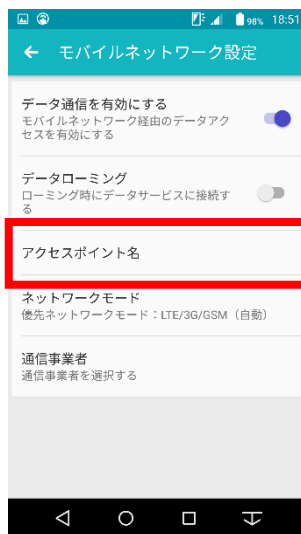 98% 18:51
← モバイルネットワーク設定
データ通信を有効にする
モバイルネットワーク経由のデータアク
セスを有効にする
データローミング
ローミング時にデータサービスに接続す
る
アクセスポイント名
ネットワークモード
優先ネットワークモード：LTE/3G/GSM（自動）
通信事業者
通信事業者を選択する